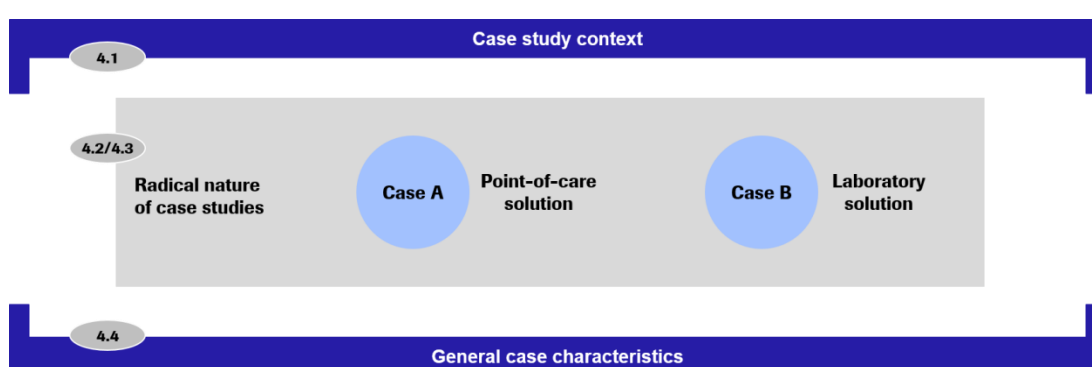 Case study context
4.1
4.2/4.3
Radical nature
of case studies
Case A
Point-of-care
solution
Case B
Laboratory
solution
4.4
General case characteristics